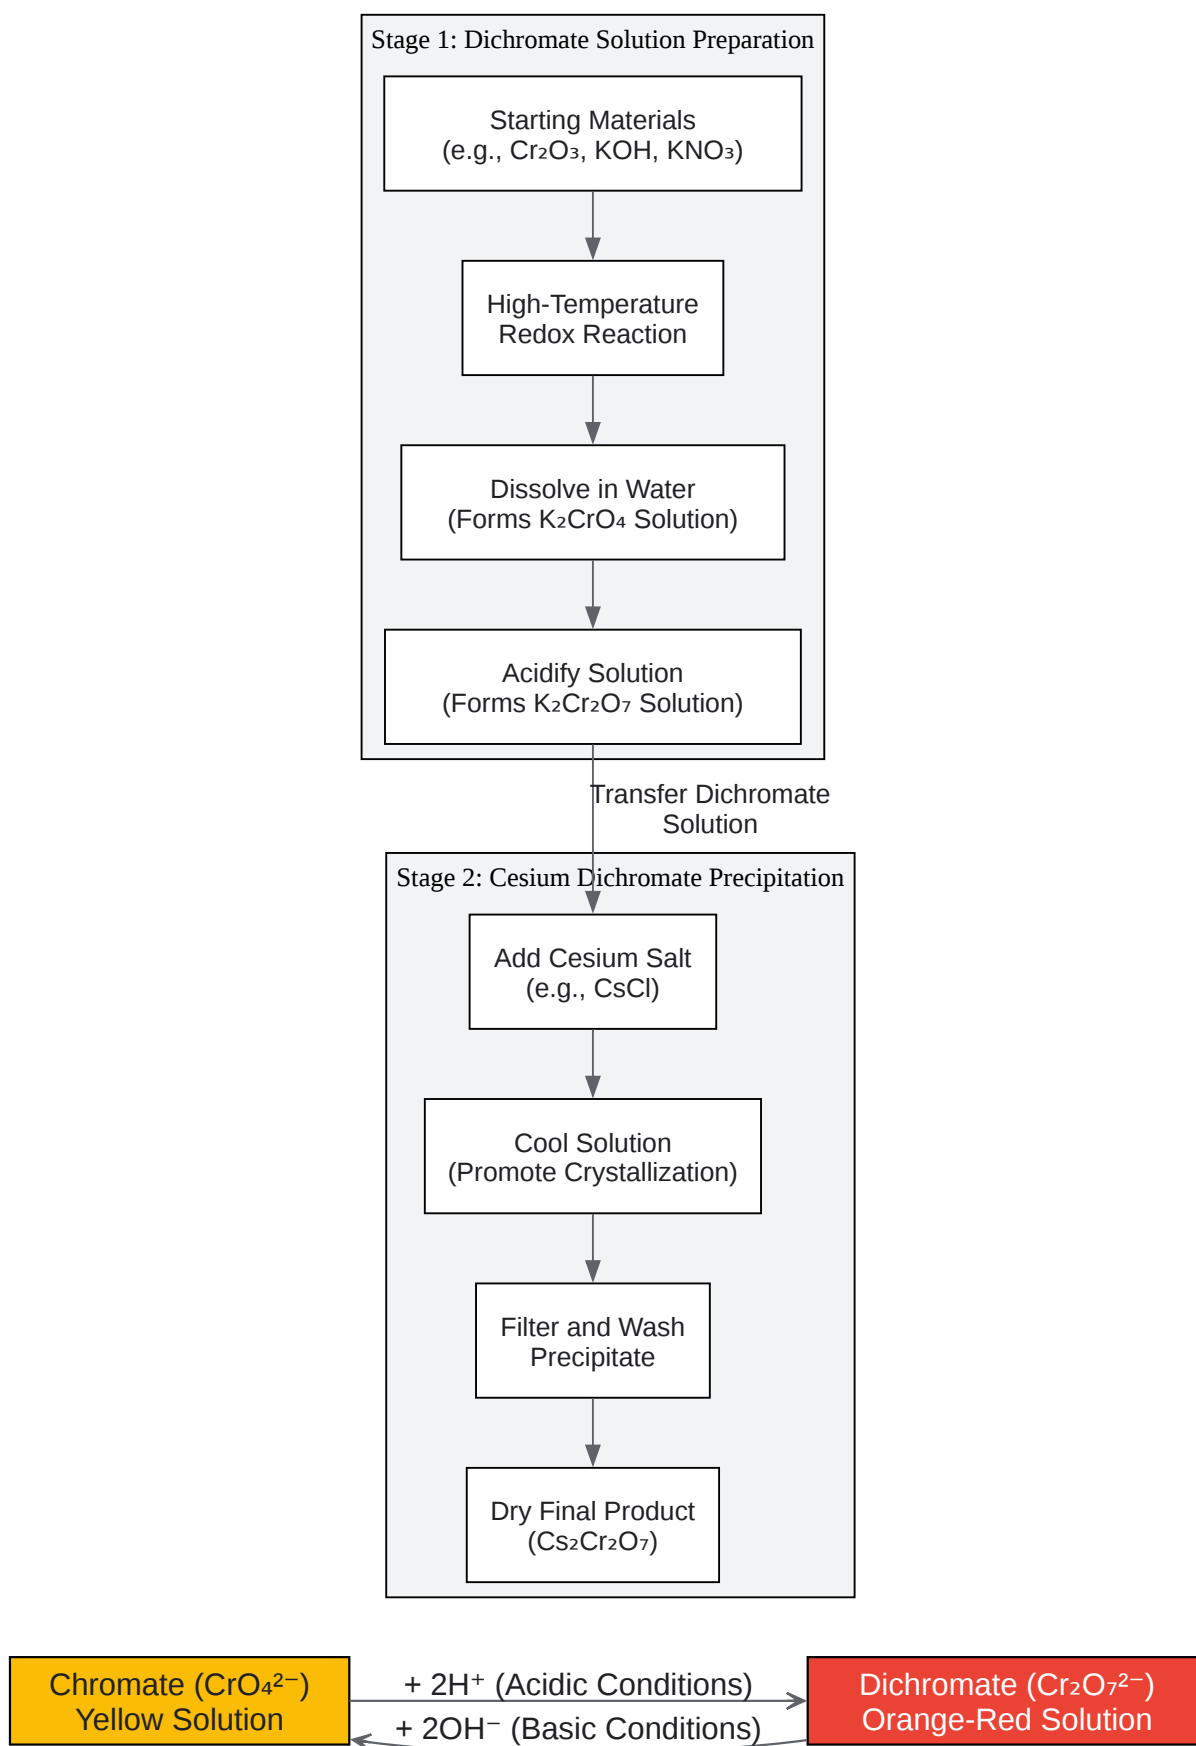 Stage 1: Dichromate Solution Preparation
Starting Materials
(e.g., Cr₂O₃, KOH, KNO₃)
High-Temperature
Redox Reaction
Dissolve in Water
(Forms K₂CrO₄ Solution)
Acidify Solution
(Forms K₂Cr₂O₇ Solution)
Transfer Dichromate
Solution
Stage 2: Cesium Dichromate Precipitation
Add Cesium Salt
(e.g., CsCl)
Cool Solution
(Promote Crystallization)
Filter and Wash
Precipitate
Dry Final Product
(Cs₂Cr₂O₇)
Chromate (CrO₄²⁻)
Yellow Solution
+ 2H⁺ (Acidic Conditions)
+ 2OH⁻ (Basic Conditions)
Dichromate (Cr₂O₇²⁻)
Orange-Red Solution